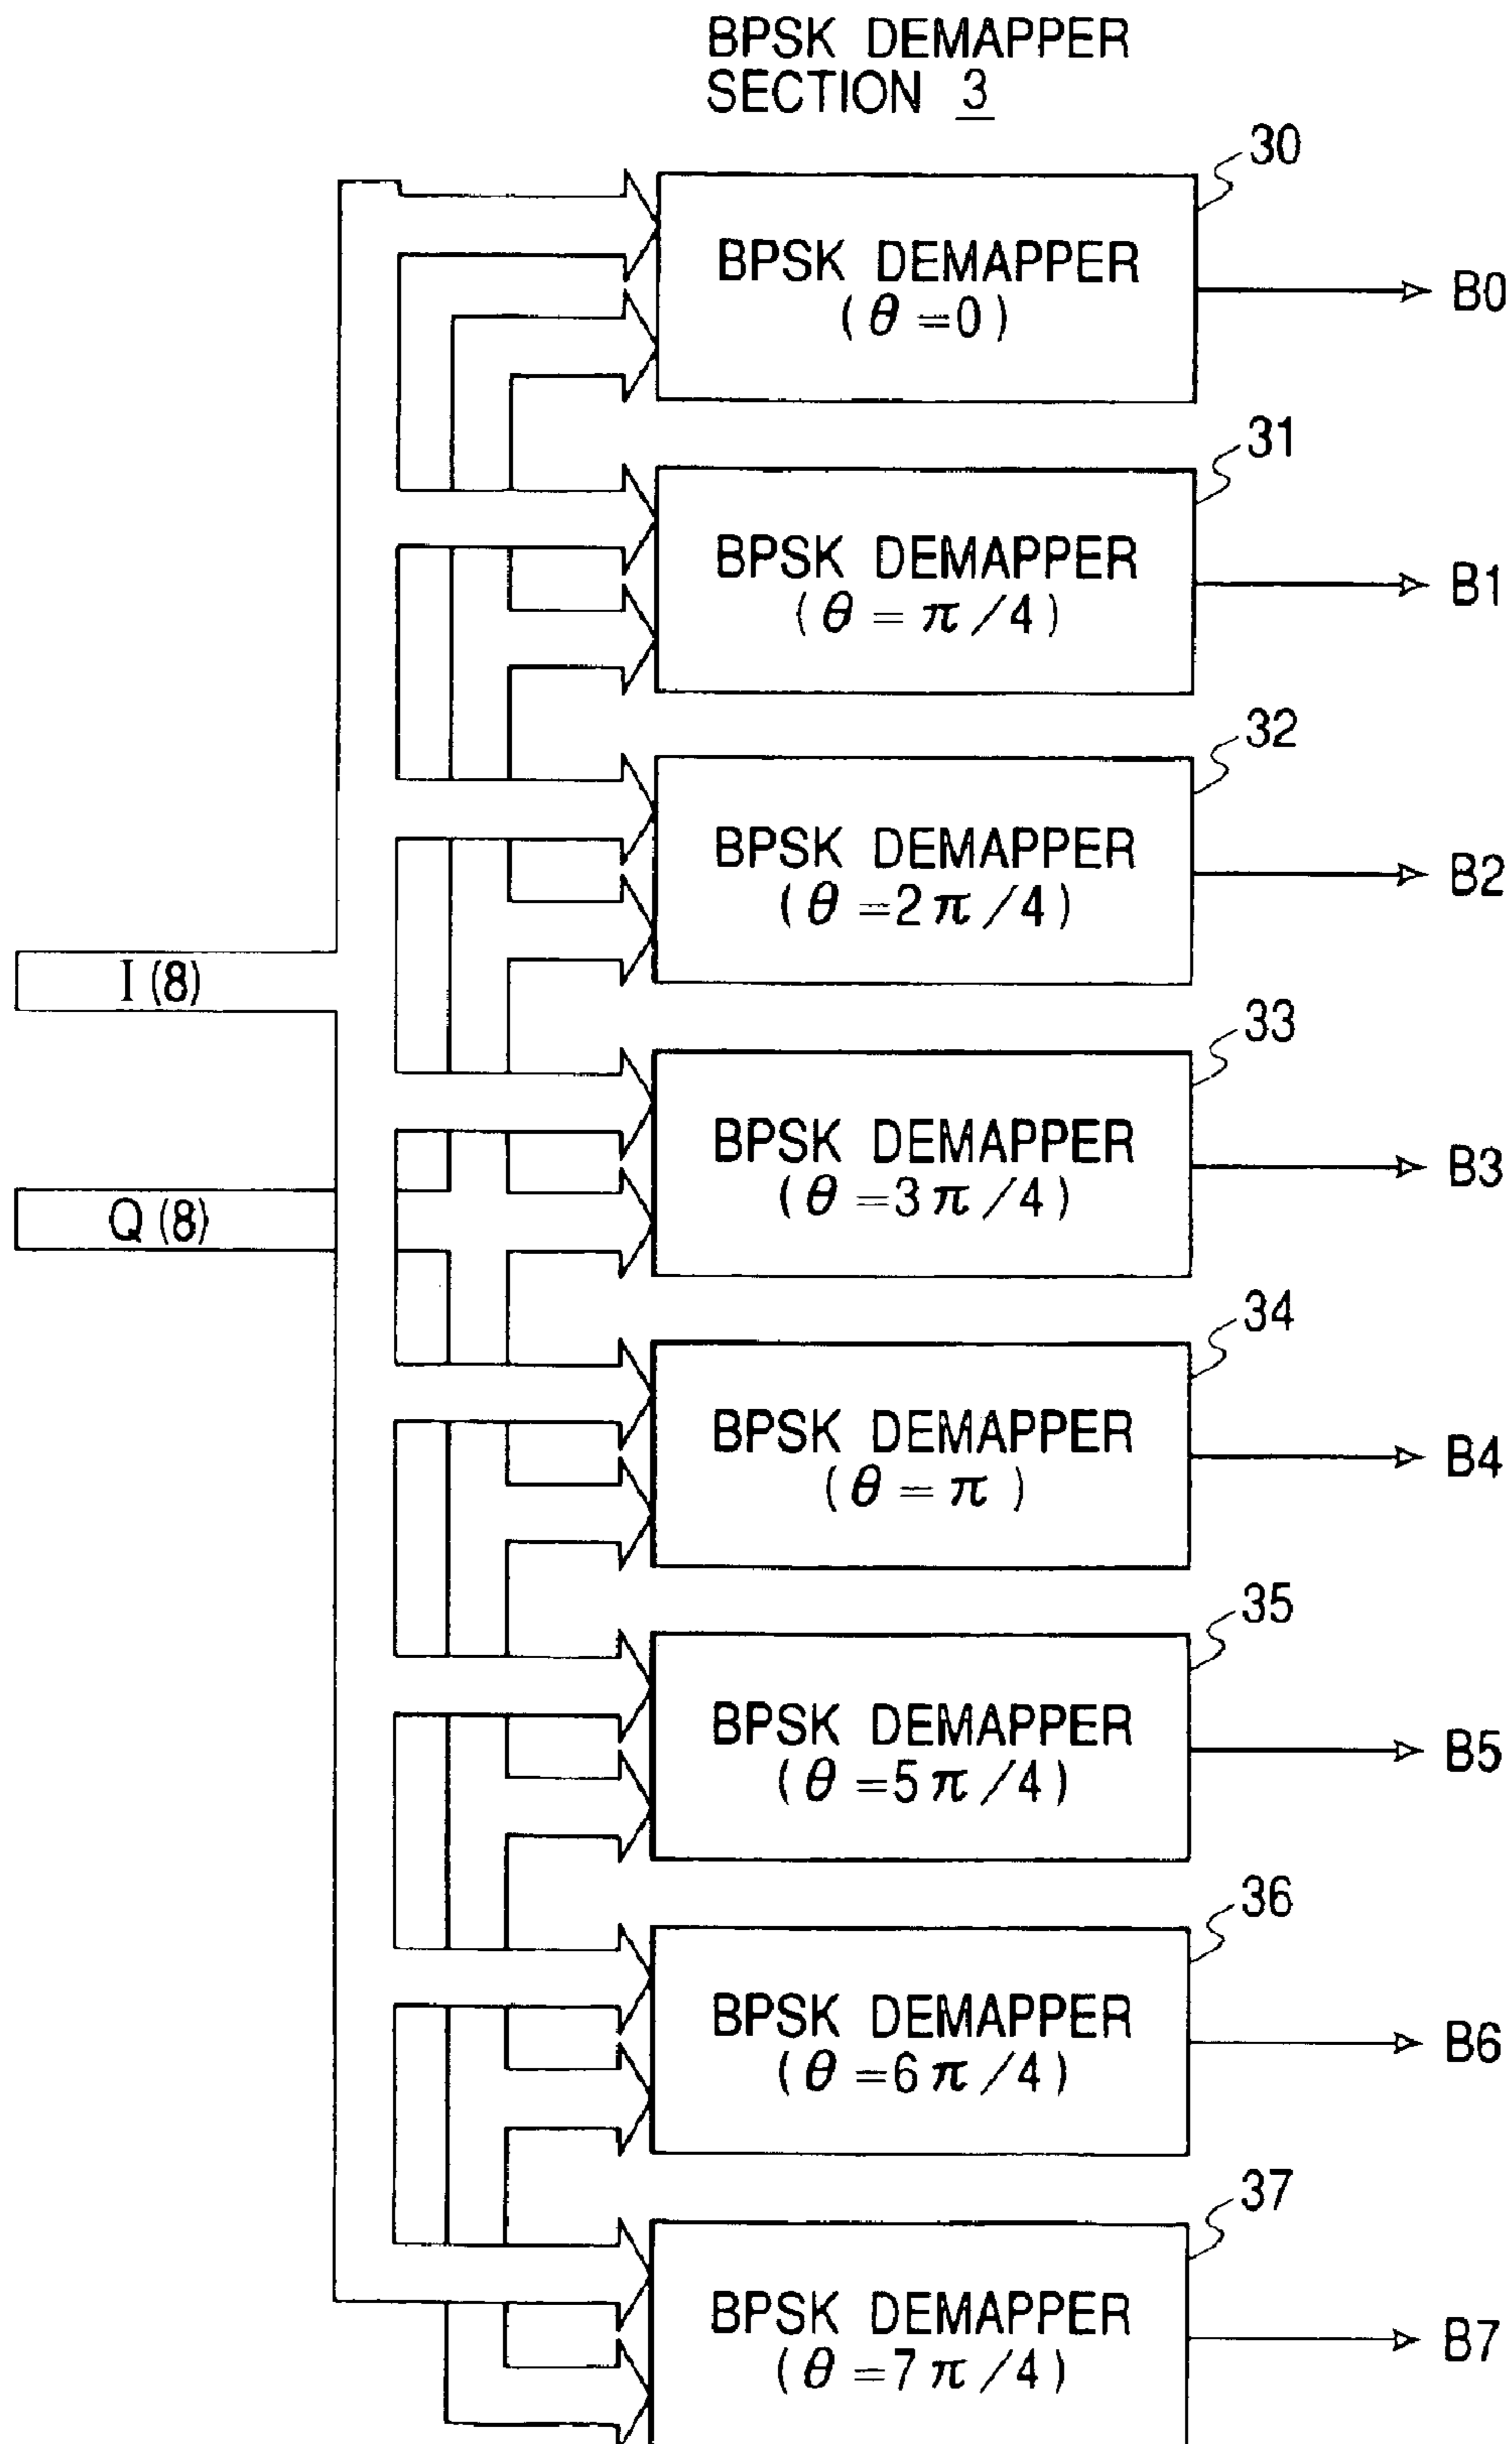 BPSK DEMAPPER
SECTION 3
30
BPSK DEMAPPER
(θ=0)
B0
31
BPSK DEMAPPER
(θ=π/4)
B1
32
BPSK DEMAPPER
(θ=2π/4)
B2
I(8)
33
BPSK DEMAPPER
(θ=3π/4)
B3
Q(8)
34
BPSK DEMAPPER
(θ=π)
B4
35
BPSK DEMAPPER
(θ=5π/4)
B5
36
BPSK DEMAPPER
(θ=6π/4)
B6
37
BPSK DEMAPPER
(θ=7π/4)
B7